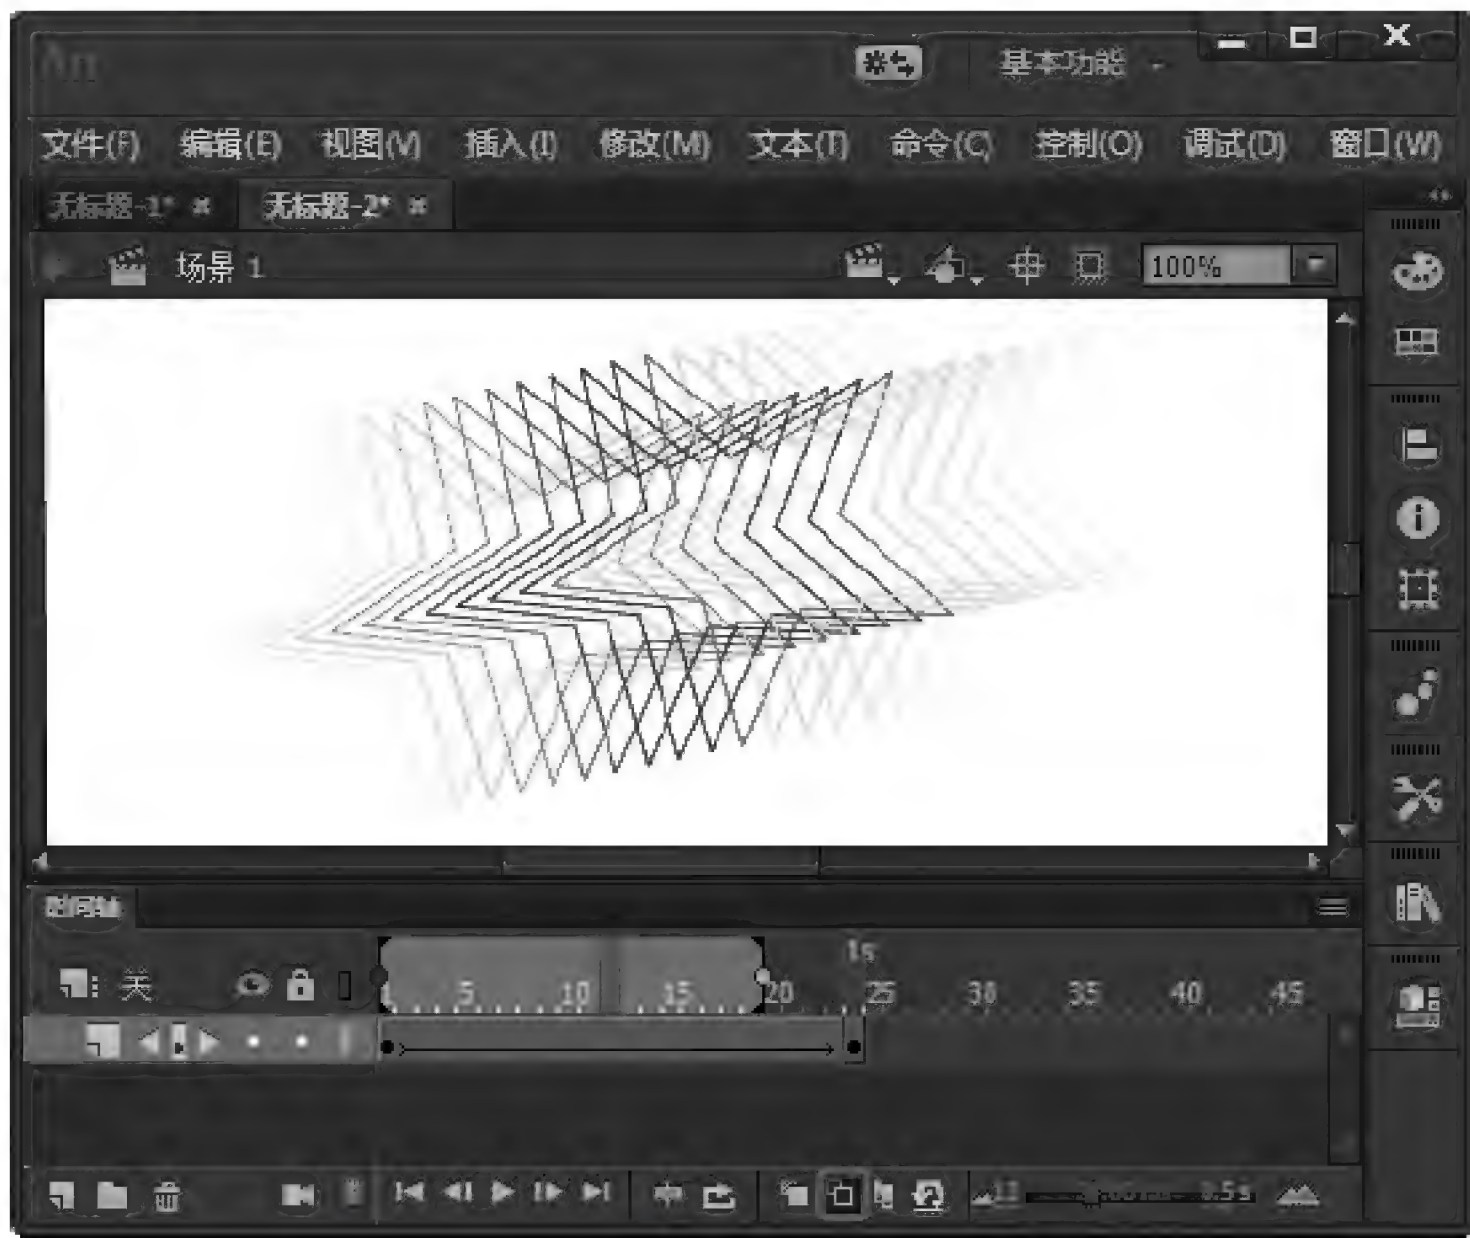 An
基本功能
文件(F) 编辑(E) 视图(V) 插入(I) 修改(M) 文本(T) 命令(C) 控制(O) 调试(D) 窗口(W)
无标题-1* 无标题-2*
场景 1 100%
时间轴
1s
关 5 10 15 20 25 30 35 40 45